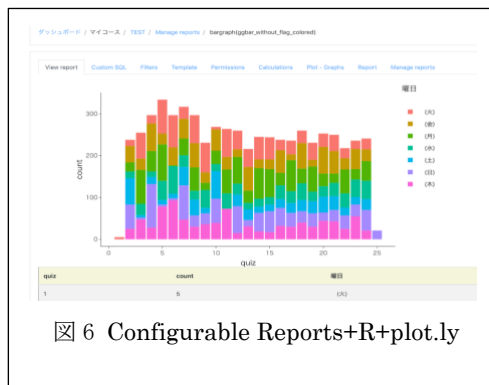 ダッシュボード / マイコース / TEST / Manage reports / bargraph(ggbar_without_flag_colored)
View report Custom SQL Filters Template Permissions Calculations Plot - Graphs Report Manage reports
曜日
300
(火)
(金)
(月)
200
(水)
(土)
count
(日)
100
(木)
0
0 5 10 15 20 25
quiz
quiz count 曜日
1 5 (火)
図 6 Configurable Reports+R+plot.ly